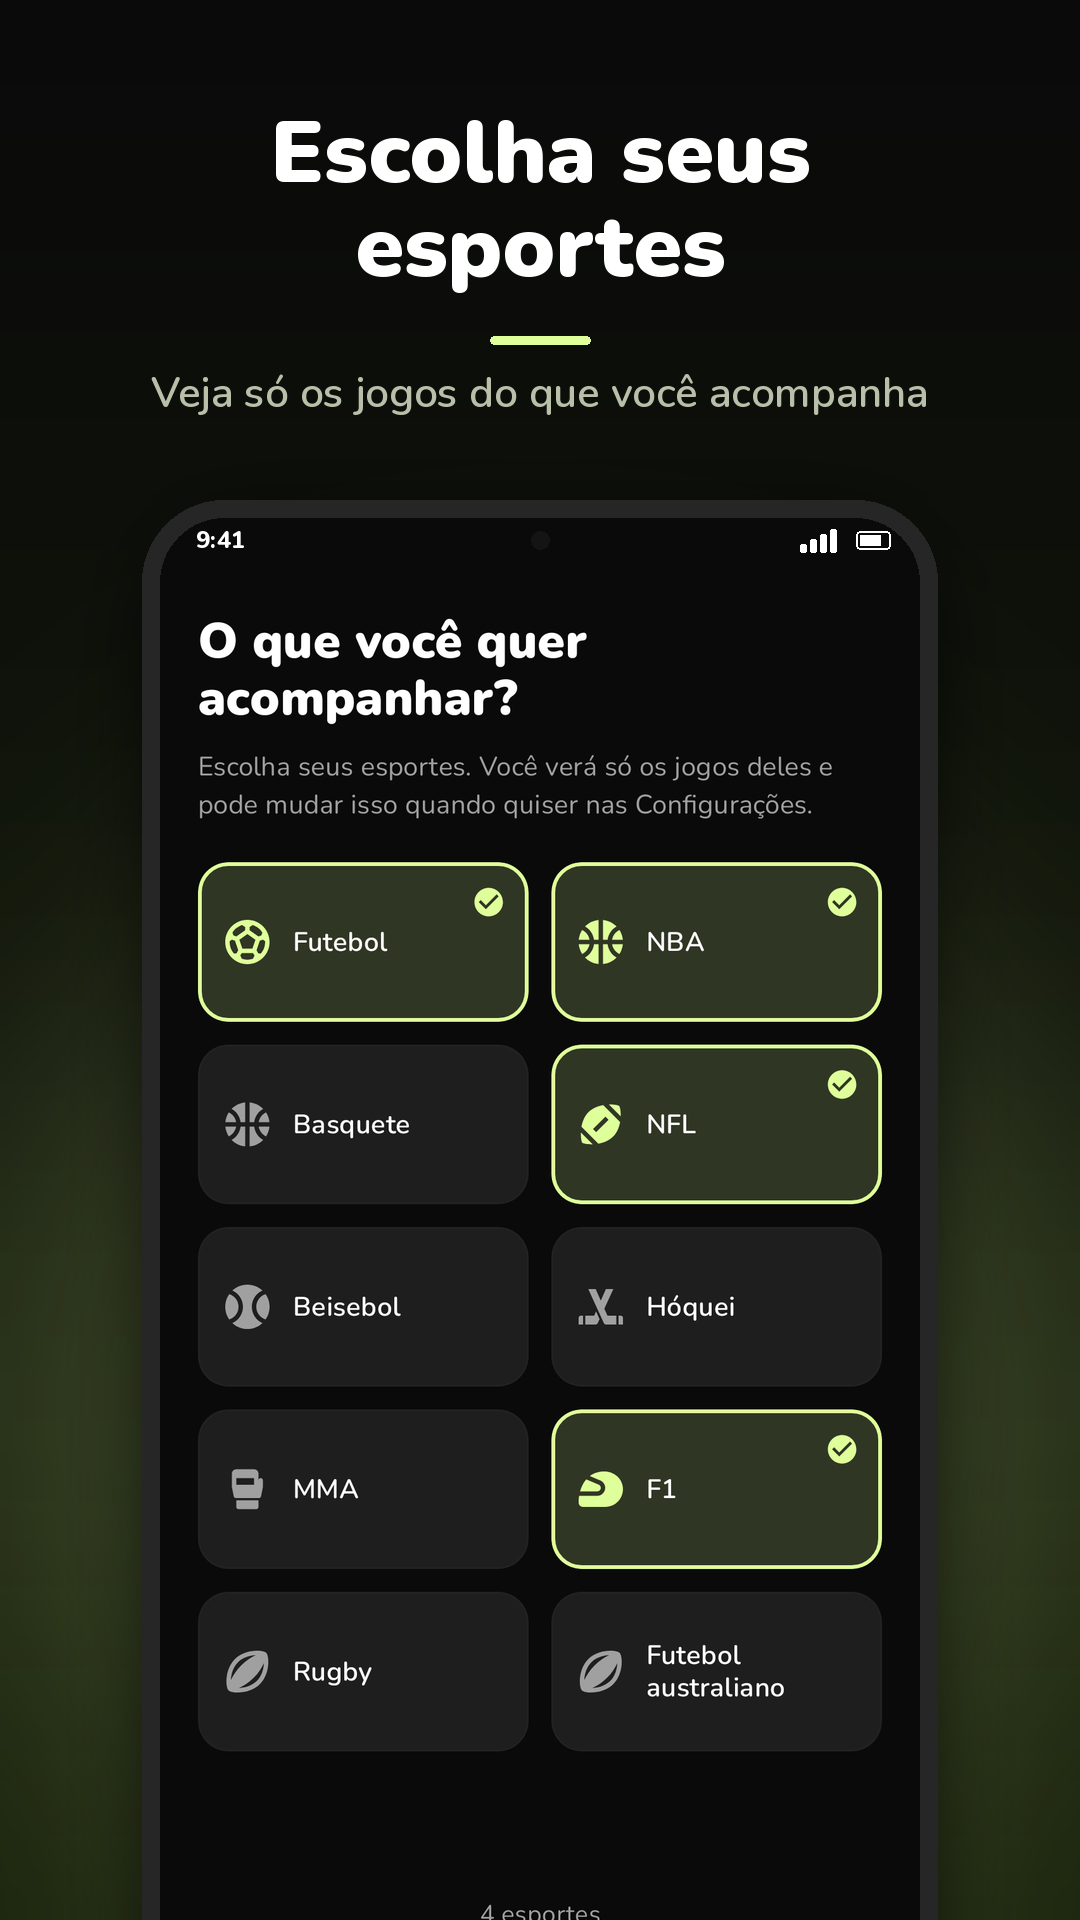 Escolha seus
esportes
Veja só os jogos do que você acompanha
9:41
O que você quer
acompanhar?
Escolha seus esportes. Você verá só os jogos deles e
pode mudar isso quando quiser nas Configurações.
Futebol
NBA
Basquete
NFL
Beisebol
Hóquei
MMA
F1
Rugby
Futebol
australiano
4 esportes